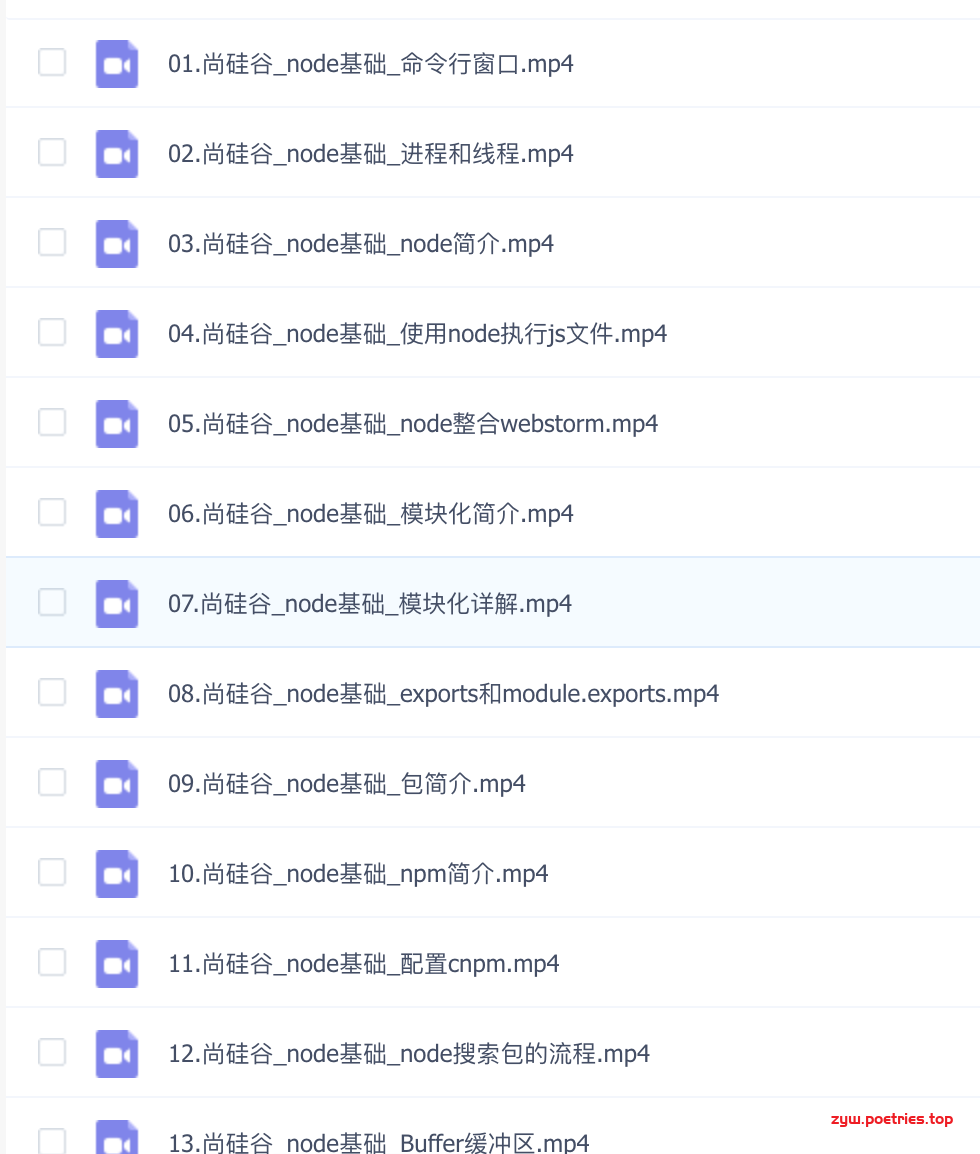 01.尚硅谷_node基础_命令行窗口.mp4
02.尚硅谷_node基础_进程和线程.mp4
03.尚硅谷_node基础_node简介.mp4
04.尚硅谷_node基础_使用node执行js文件.mp4
05.尚硅谷_node基础_node整合webstorm.mp4
06.尚硅谷_node基础_模块化简介.mp4
07.尚硅谷_node基础_模块化详解.mp4
08.尚硅谷_node基础_exports和module.exports.mp4
09.尚硅谷_node基础_包简介.mp4
10.尚硅谷_node基础_npm简介.mp4
11.尚硅谷_node基础_配置cnpm.mp4
12.尚硅谷_node基础_node搜索包的流程.mp4
zyw.poetries.top
13.尚硅谷_node基础_Buffer缓冲区.mp4